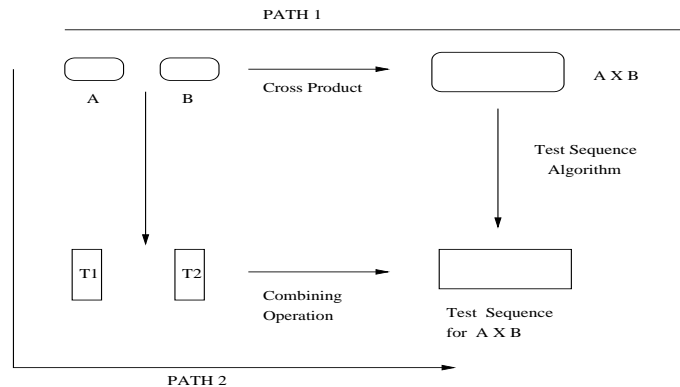 PATH 1
A
B
Cross Product
A X B
Test Sequence
Algorithm
T1
T2
Combining
Operation
Test Sequence
for A X B
PATH 2